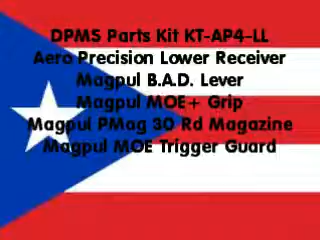 DPMS Parts Kit KT-AP4-LL
Aero Precision Lower Receiver
Magpul B.A.D. Lever
Magpul MOE+ Grip
Magpul PMag 30 Rd Magazine
Magpul MOE Trigger Guard